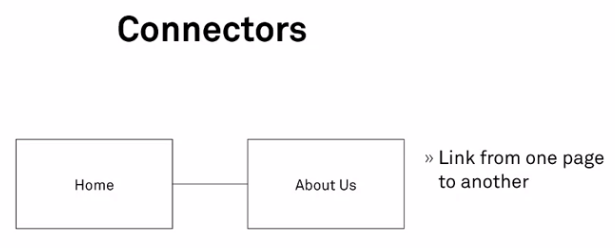 Connectors
Home
About Us
» Link from one page
to another